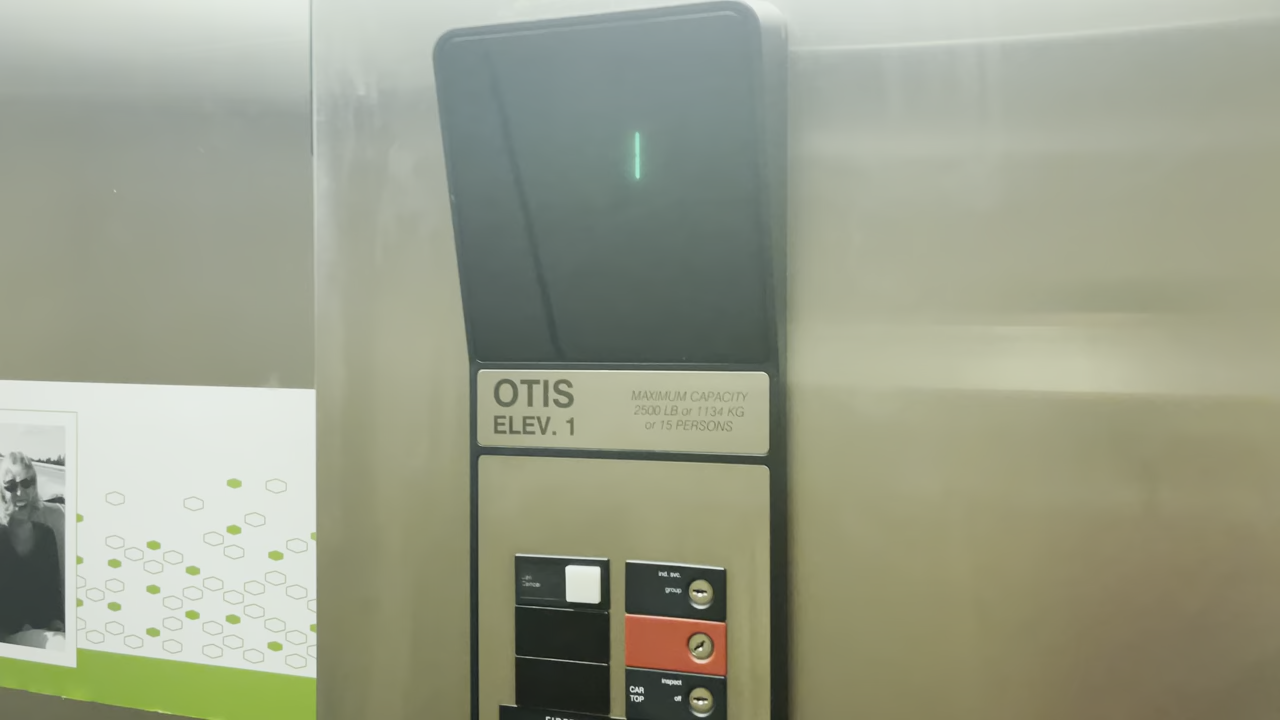 1
OTIS
ELEV. 1
MAXIMUM CAPACITY
2500 LB or 1134 KG
or 15 PERSONS
ind. svc.
group
inspect
CAR
TOP
off